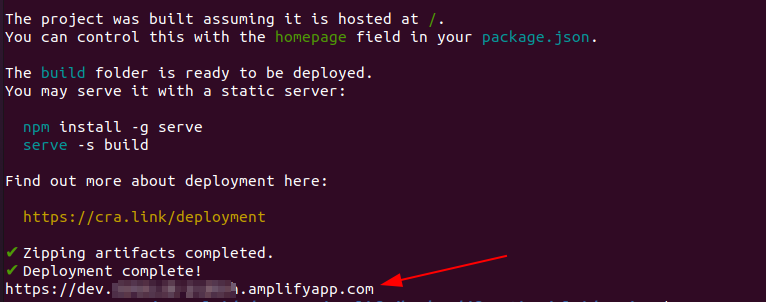 The project was built assuming it is hosted at /.
You can control this with the homepage field in your package.json.
The build folder is ready to be deployed.
You may serve it with a static server:
npm install -g serve
serve -s build
Find out more about deployment here:
https://cra.link/deployment
✔ Zipping artifacts completed.
✔ Deployment complete!
https://dev. .amplifyapp.com